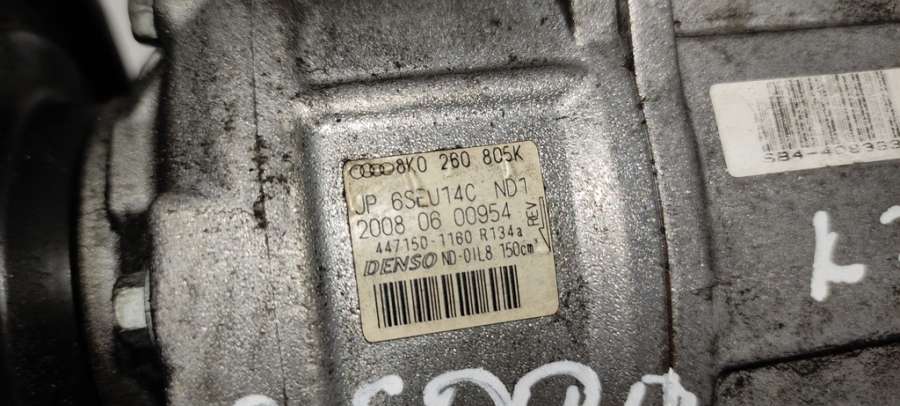 8K0 260 805K
JP 6SEU14C ND1
2008 06 00954
REV
447150-1160 R134a
DENSO ND-OIL8 150cm³